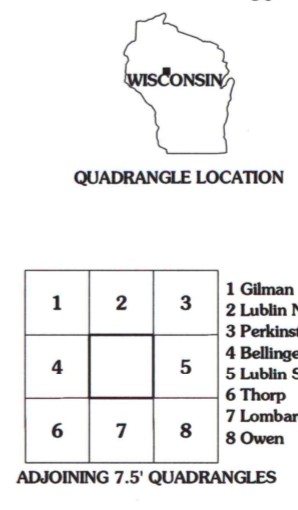 WISCONSIN
QUADRANGLE LOCATION
1 2 3
4 5
6 7 8
1 Gilman
2 Lublin
3
4
5 Lublin
6 Thorp
7
8 Owen
ADJOINING 7.5' QUADRANGLES